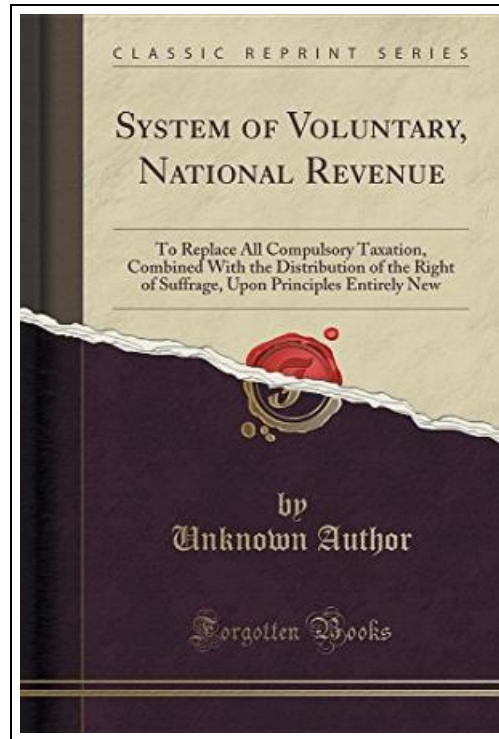 CLASSIC REPRINT SERIES
SYSTEM OF VOLUNTARY,
NATIONAL REVENUE
To Replace All Compulsory Taxation,
Combined With the Distribution of the Right
of Suffrage, Upon Principles Entirely New
F
by
Unknown Author
Forgotten Books